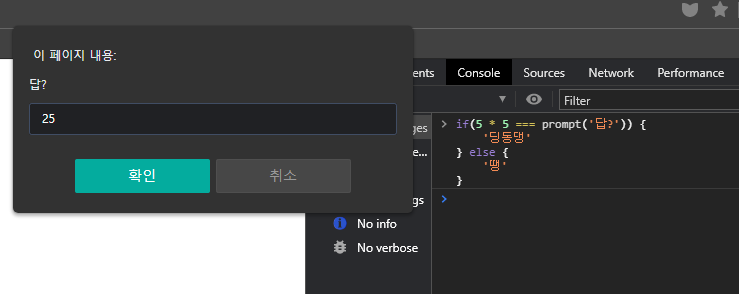 이 페이지 내용:
답?
25
확인
취소
ents
Console
Sources
Network
Performance
Filter
ges
e...
gs
No info
No verbose
> if(5 * 5 === prompt('답?')) {
'딩동댕'
} else {
'땡'
}
>